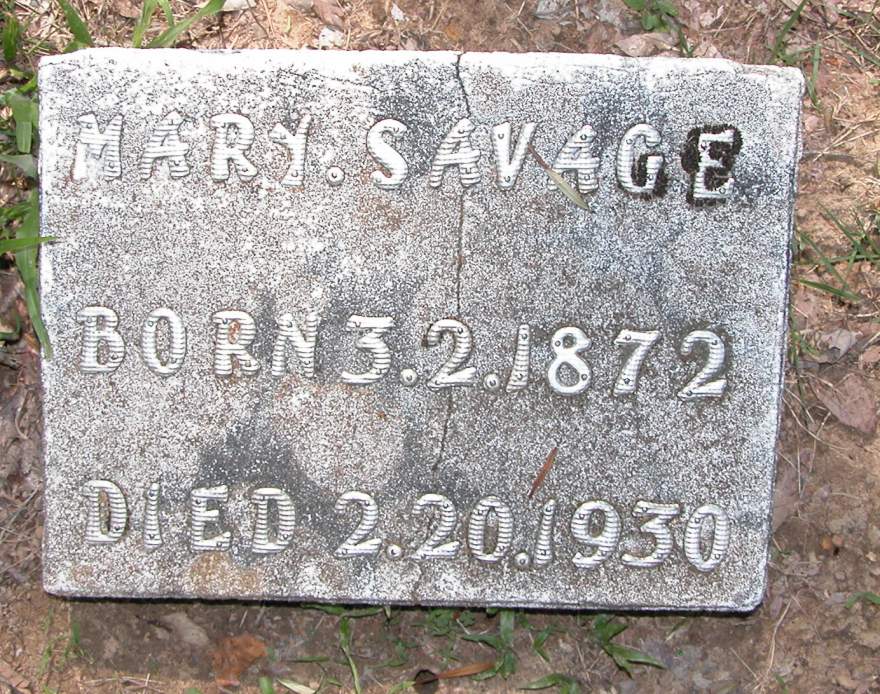 MARY. SAVAGE
BORN 3.2.1872
DIED 2.20.1930